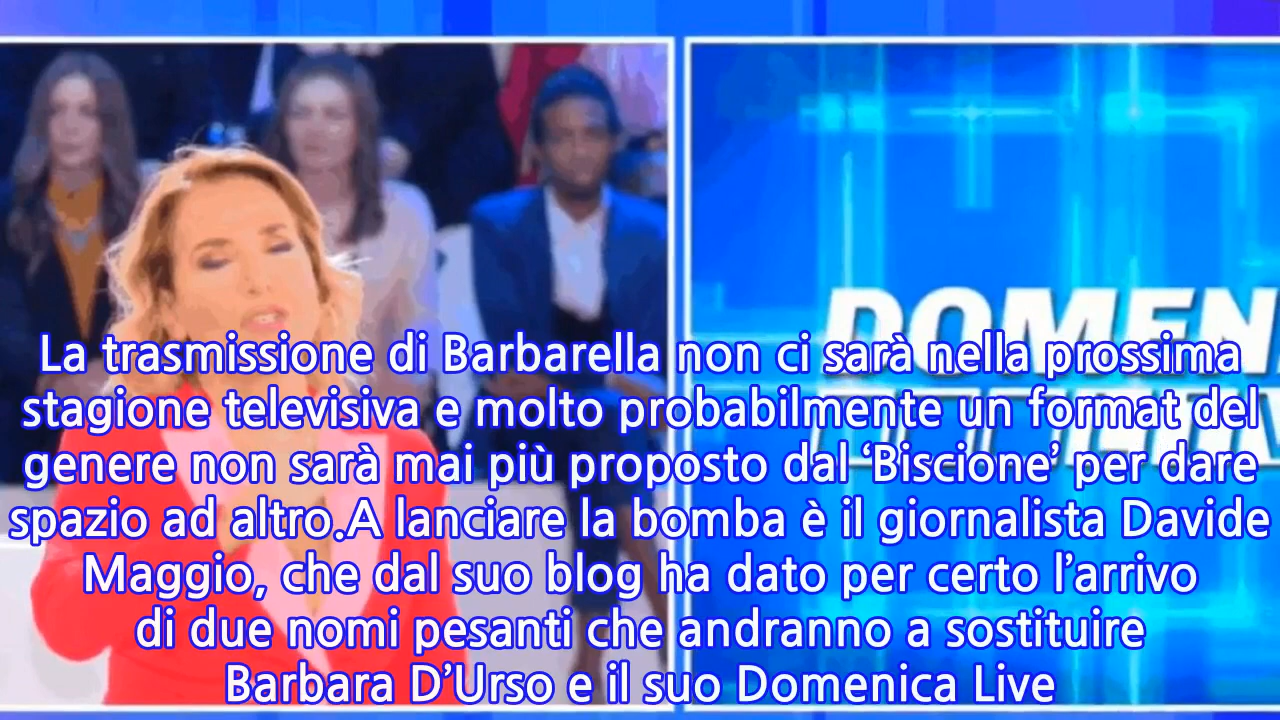 DOMEN
La trasmissione di Barbarella non ci sarà nella prossima
stagione televisiva e molto probabilmente un format del
genere non sarà mai più proposto dal ‘Biscione’ per dare
spazio ad altro.A lanciare la bomba è il giornalista Davide
Maggio, che dal suo blog ha dato per certo l’arrivo
di due nomi pesanti che andranno a sostituire
Barbara D’Urso e il suo Domenica Live